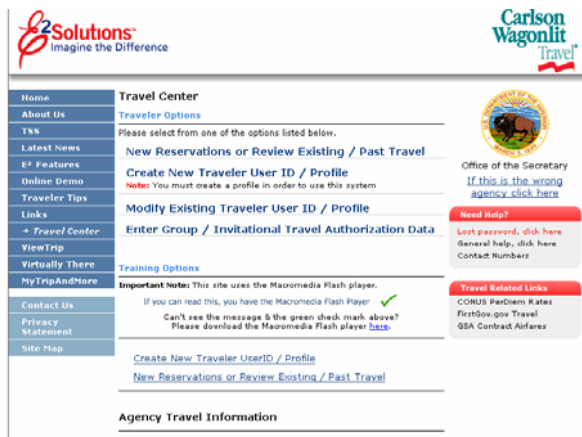 E2Solutions™
Imagine the Difference
Carlson
Wagonlit
Travel
Home
About Us
TSS
Latest News
E² Features
Online Demo
Traveler Tips
Links
→ Travel Center
ViewTrip
Virtually There
MyTripAndMore
Contact Us
Privacy
Statement
Site Map
Travel Center
Traveler Options
Please select from one of the options listed below.
New Reservations or Review Existing / Past Travel
Create New Traveler User ID / Profile
Note: You must create a profile in order to use this system
Modify Existing Traveler User ID / Profile
Enter Group / Invitational Travel Authorization Data
Training Options
Important Note: This site uses the Macromedia Flash player.
If you can read this, you have the Macromedia Flash Player
Can't see the message & the green check mark above?
Please download the Macromedia Flash player here.
Create New Traveler UserID / Profile
New Reservations or Review Existing / Past Travel
Agency Travel Information
U.S. DEPARTMENT OF THE INTERIOR
MARCH 3, 1849
Office of the Secretary
If this is the wrong
agency click here
Need Help?
Lost password, click here
General help, click here
Contact Numbers
Travel Related Links
CONUS PerDiem Rates
FirstGov.gov Travel
GSA Contract Airfares